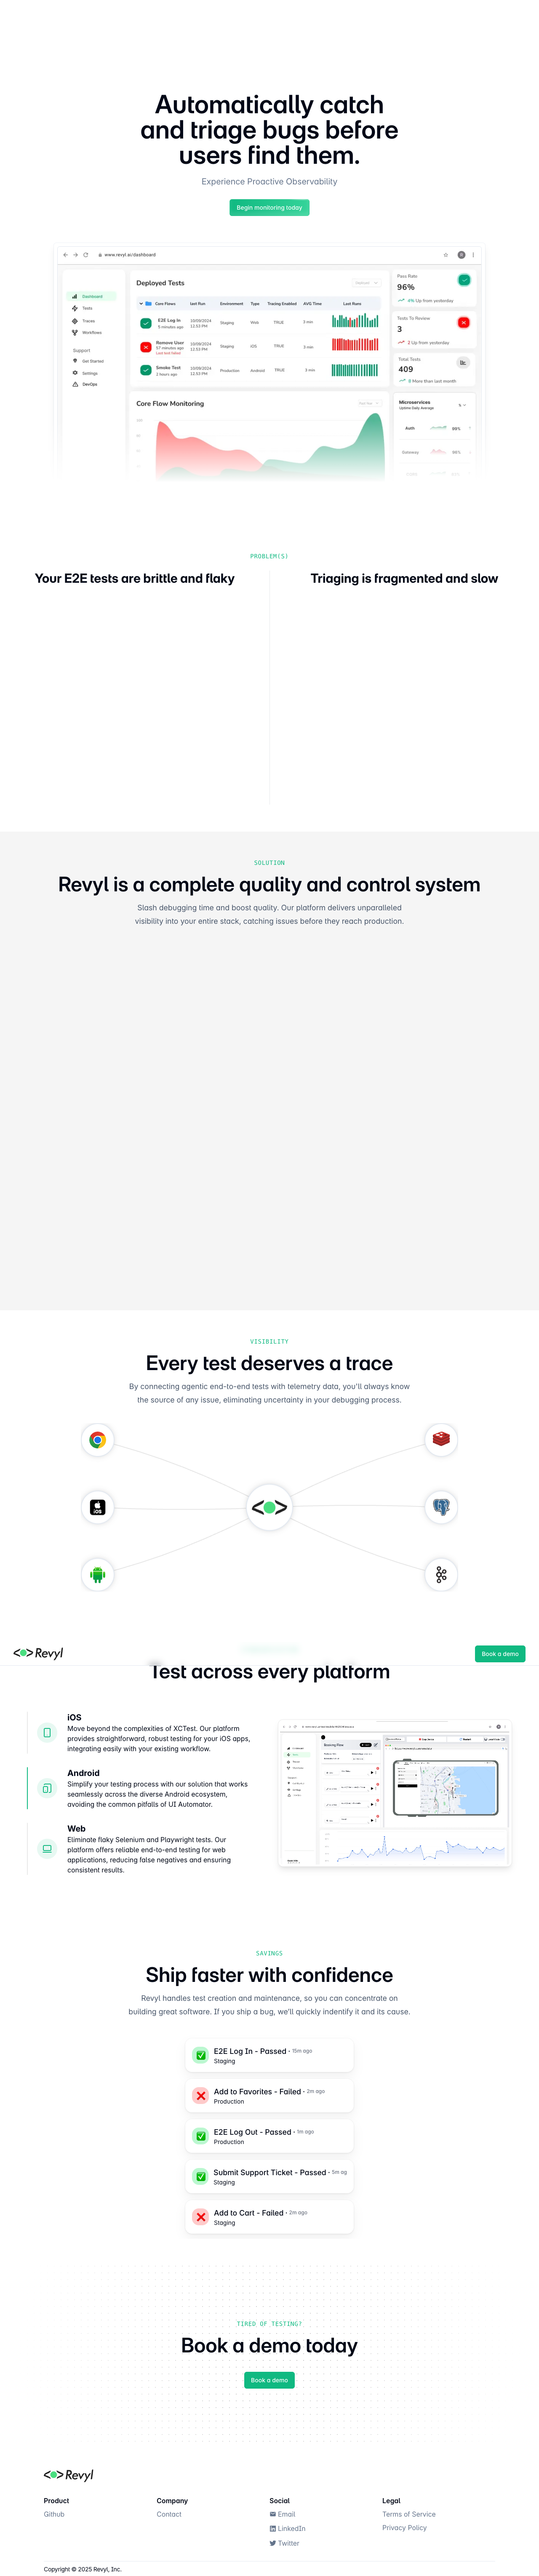 Automatically catch
and triage bugs before
users find them.
Experience Proactive Observability
Begin monitoring today
www.revyl.ai/dashboard
Dashboard
Tests
Traces
Workflows
Support
Get Started
Settings
DevOps
Deployed Tests
Core Flows Last Run Environment Type Tracing Enabled AVG Time Last Runs
E2E Log In
5 minutes ago
10/09/2024
12:53 PM
Staging Web TRUE 5 min
Remove User
57 minutes ago
Last test failed
10/09/2024
12:53 PM
Staging iOS TRUE 3 min
Smoke Test
2 hours ago
10/09/2024
12:53 PM
Production Android TRUE 3 min
Core Flow Monitoring
Pass Rate
96%
4% Up from yesterday
Tests To Review
3
2 Up from yesterday
Total Tests
409
8 More than last month
Microservices
Uptime Daily Average
Auth 99%
Gateway 98%
PROBLEM(S)
Your E2E tests are brittle and flaky
Triaging is fragmented and slow
SOLUTION
Revyl is a complete quality and control system
Slash debugging time and boost quality. Our platform delivers unparalleled
visibility into your entire stack, catching issues before they reach production.
VISIBILITY
Every test deserves a trace
By connecting agentic end-to-end tests with telemetry data, you'll always know
the source of any issue, eliminating uncertainty in your debugging process.
iOS
Revyl
Book a demo
Test across every platform
iOS
Move beyond the complexities of XCTest. Our platform
provides straightforward, robust testing for your iOS apps,
integrating easily with your existing workflow.
Android
Simplify your testing process with our solution that works
seamlessly across the diverse Android ecosystem,
avoiding the common pitfalls of UI Automator.
Web
Eliminate flaky Selenium and Playwright tests. Our
platform offers reliable end-to-end testing for web
applications, reducing false negatives and ensuring
consistent results.
SAVINGS
Ship faster with confidence
Revyl handles test creation and maintenance, so you can concentrate on
building great software. If you ship a bug, we'll quickly indentify it and its cause.
E2E Log In - Passed • 15m ago
Staging
Add to Favorites - Failed • 2m ago
Production
E2E Log Out - Passed • 1m ago
Production
Submit Support Ticket - Passed • 5m ag
Staging
Add to Cart - Failed • 2m ago
Staging
TIRED OF TESTING?
Book a demo today
Book a demo
Revyl
Product
Github
Company
Contact
Social
Email
LinkedIn
Twitter
Legal
Terms of Service
Privacy Policy
Copyright © 2025 Revyl, Inc.